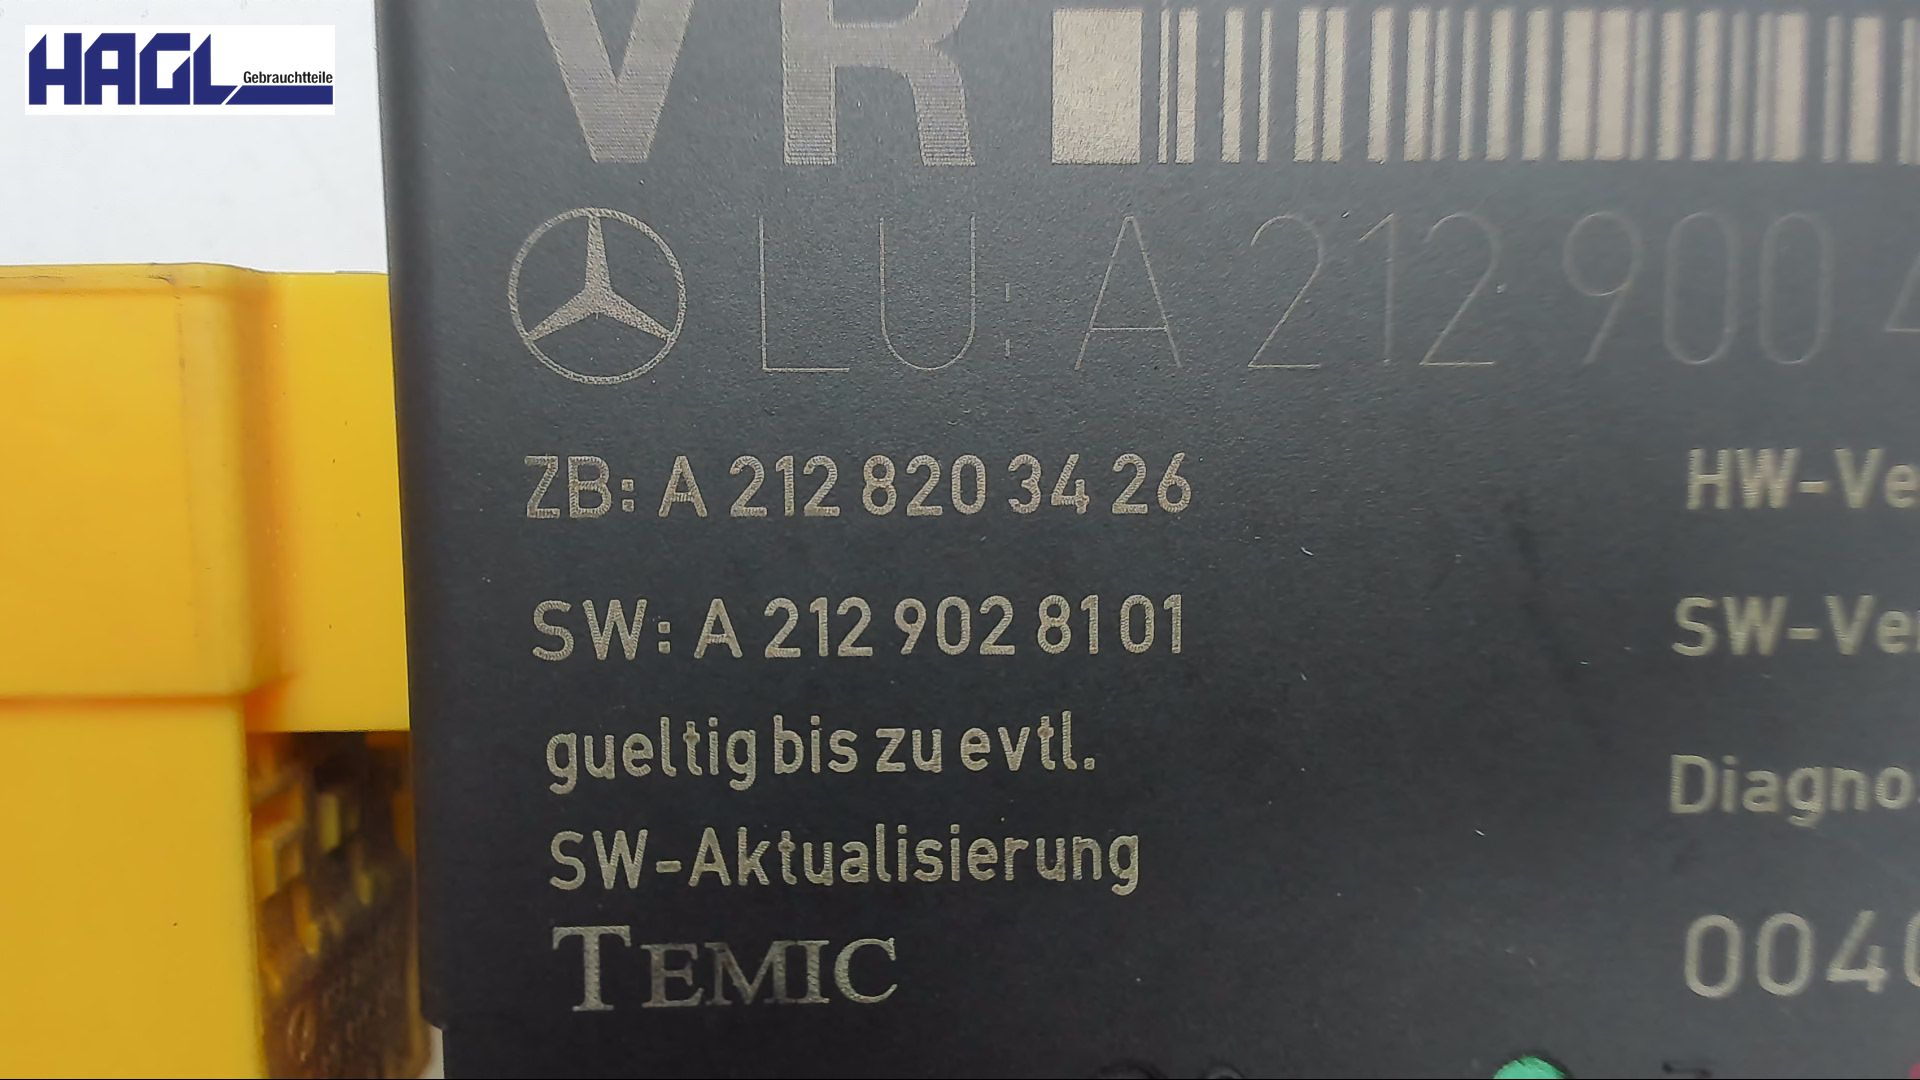 HAGL
Gebrauchtteile
VR
LU: A 212 900 4
ZB: A 212 820 34 26
HW-Ve
SW: A 212 902 81 01
SW-Ve
gueltig bis zu evtl.
Diagno
SW-Aktualisierung
TEMIC
004